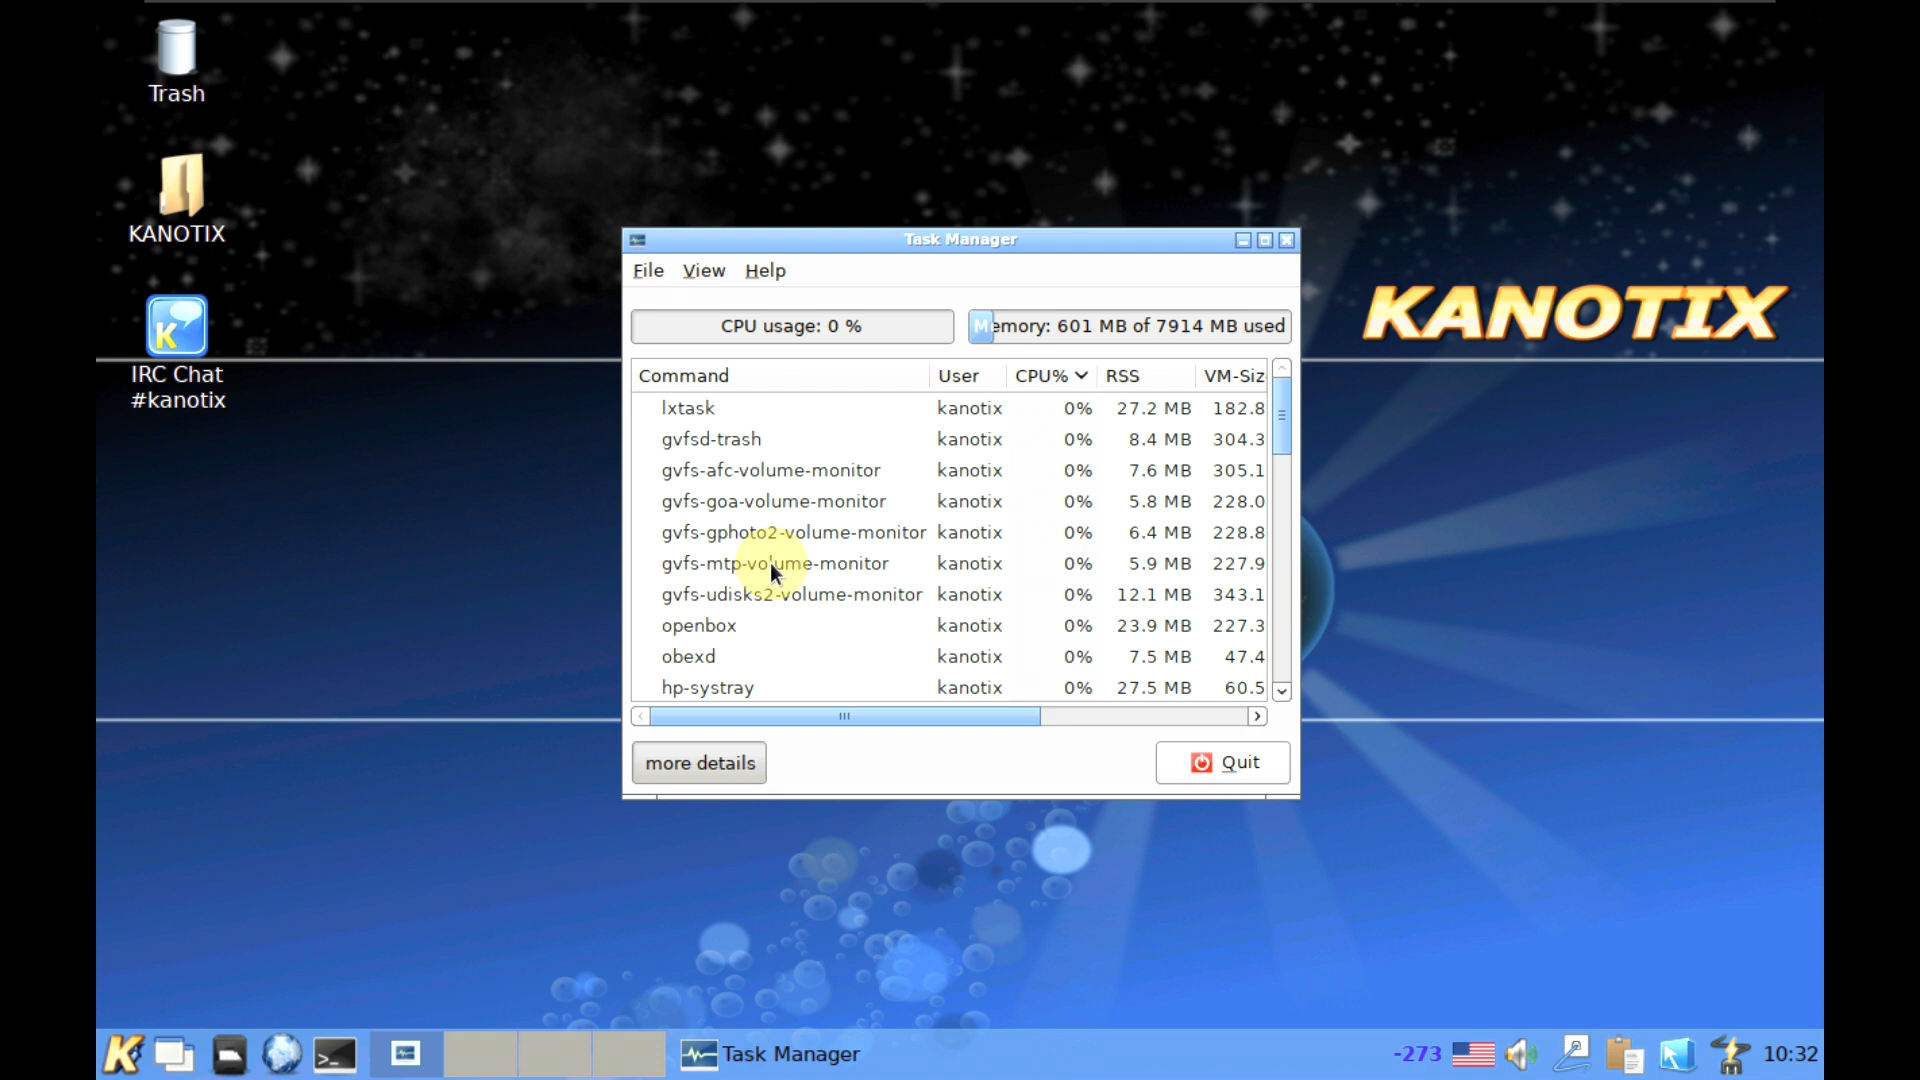 Trash
KANOTIX
IRC Chat
#kanotix
KANOTIX
Task Manager
File View Help
CPU usage: 0 %
Memory: 601 MB of 7914 MB used
Command User CPU% RSS VM-Siz
lxtask kanotix 0% 27.2 MB 182.8
gvfsd-trash kanotix 0% 8.4 MB 304.3
gvfs-afc-volume-monitor kanotix 0% 7.6 MB 305.1
gvfs-goa-volume-monitor kanotix 0% 5.8 MB 228.0
gvfs-gphoto2-volume-monitor kanotix 0% 6.4 MB 228.8
gvfs-mtp-volume-monitor kanotix 0% 5.9 MB 227.9
gvfs-udisks2-volume-monitor kanotix 0% 12.1 MB 343.1
openbox kanotix 0% 23.9 MB 227.3
obexd kanotix 0% 7.5 MB 47.4
hp-systray kanotix 0% 27.5 MB 60.5
more details
Quit
Task Manager
-273
10:32